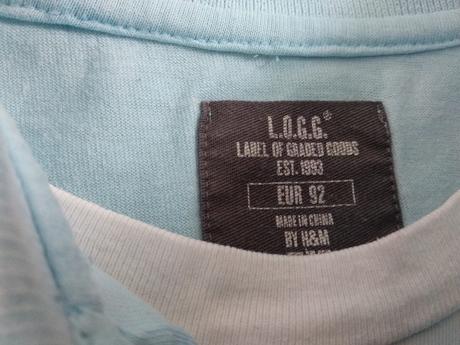 L.O.G.G.®
LABEL OF GRADED GOODS
EST. 1993
EUR 92
MADE IN CHINA
BY H&M